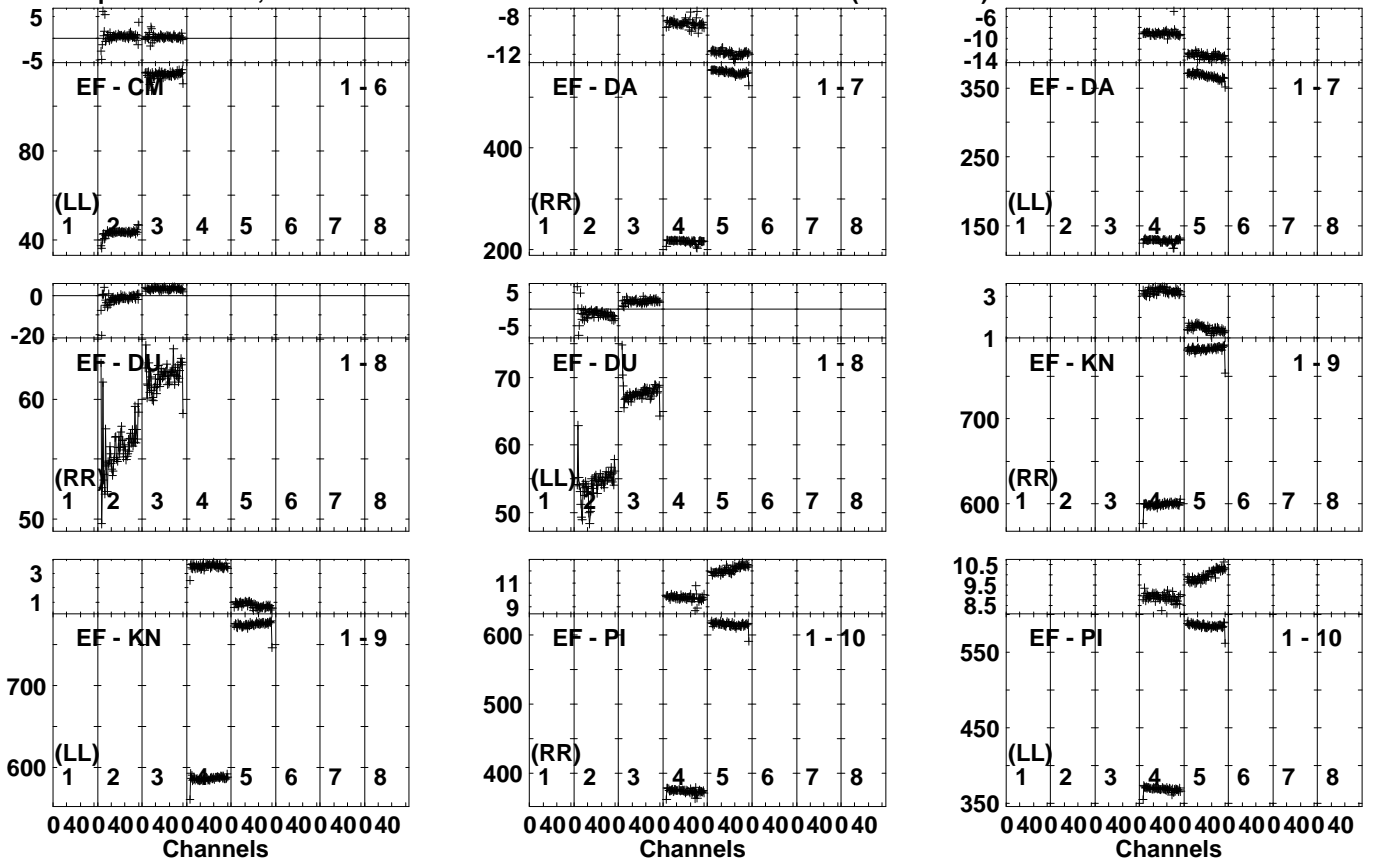 5
-5
EF - CM 1 - 6
80
(LL)
1 2 3 4 5 6 7 8
40
-8
-12
EF - DA 1 - 7
400
(RR)
1 2 3 4 5 6 7 8
200
-6
-10
-14
EF - DA 1 - 7
350
250
(LL)
1 2 3 4 5 6 7 8
150
0
-20
EF - DU 1 - 8
60
(RR)
1 2 3 4 5 6 7 8
50
5
-5
EF - DU 1 - 8
70
60
(LL)
1 2 3 4 5 6 7 8
50
3
1
EF - KN 1 - 9
700
(RR)
1 2 3 4 5 6 7 8
600
3
1
EF - KN 1 - 9
700
(LL)
600
1 2 3 4 5 6 7 8
0 40 0 40 0 40 0 40 0 40 0 40 0 40 0 40
Channels
11
9
EF - PI 1 - 10
600
500
(RR)
1 2 3 4 5 6 7 8
400
0 40 0 40 0 40 0 40 0 40 0 40 0 40 0 40
Channels
10.5
9.5
8.5
EF - PI 1 - 10
550
450
(LL)
1 2 3 4 5 6 7 8
350
0 40 0 40 0 40 0 40 0 40 0 40 0 40 0 40
Channels